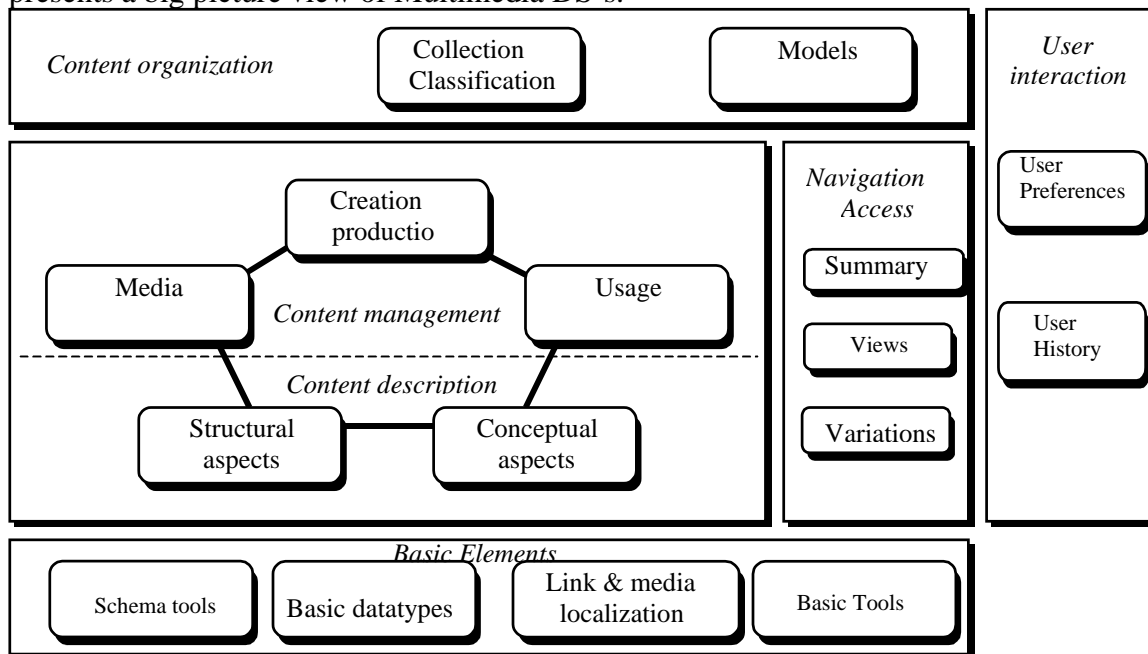 presents a big picture view of Multimedia DS's.
Content organization
Collection
Classification
Models
User
interaction
User
Preferences
User
History
Creation
productio
Media
Usage
Content management
Content description
Structural
aspects
Conceptual
aspects
Navigation
Access
Summary
Views
Variations
Basic Elements
Schema tools
Basic datatypes
Link & media
localization
Basic Tools